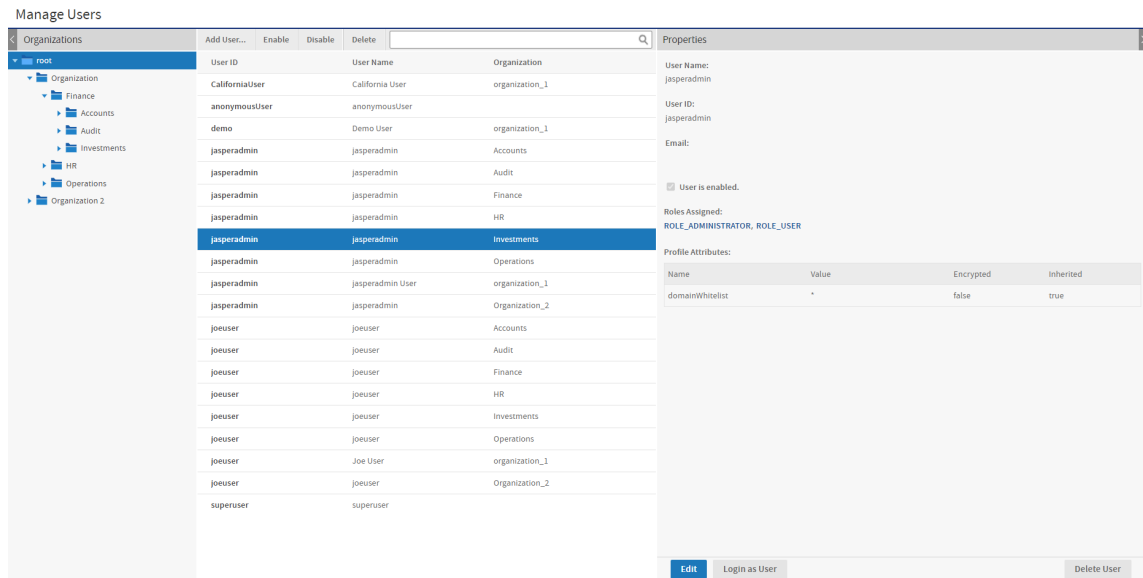 Manage Users
Organizations
root
Organization
Finance
Accounts
Audit
Investments
HR
Operations
Organization 2
Add User... Enable Disable Delete
User ID User Name Organization
CaliforniaUser California User organization_1
anonymousUser anonymousUser
demo Demo User organization_1
jasperadmin jasperadmin Accounts
jasperadmin jasperadmin Audit
jasperadmin jasperadmin Finance
jasperadmin jasperadmin HR
jasperadmin jasperadmin Investments
jasperadmin jasperadmin Operations
jasperadmin jasperadmin User organization_1
jasperadmin jasperadmin Organization_2
joeuser joeuser Accounts
joeuser joeuser Audit
joeuser joeuser Finance
joeuser joeuser HR
joeuser joeuser Investments
joeuser joeuser Operations
joeuser Joe User organization_1
joeuser joeuser Organization_2
superuser superuser
Properties
User Name:
jasperadmin
User ID:
jasperadmin
Email:
User is enabled.
Roles Assigned:
ROLE_ADMINISTRATOR, ROLE_USER
Profile Attributes:
Name Value Encrypted Inherited
domainWhitelist * false true
Edit Login as User Delete User